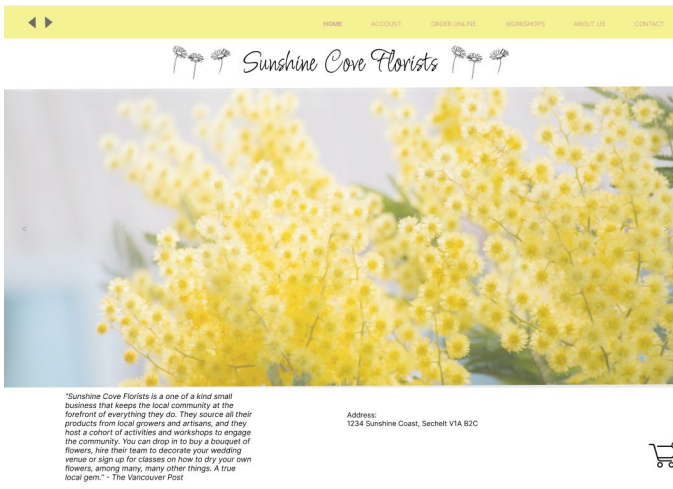 HOME ACCOUNT ORDER ONLINE WORKSHOPS ABOUT US CONTACT
Sunshine Cove Florists
<
"Sunshine Cove Florists is a one of a kind small
business that keeps the local community at the
forefront of everything they do. They source all their
products from local growers and artisans, and they
host a cohort of activities and workshops to engage
the community. You can drop in to buy a bouquet of
flowers, hire their team to decorate your wedding
venue or sign up for classes on how to dry your own
flowers, among many, many other things. A true
local gem." - The Vancouver Post
Address:
1234 Sunshine Coast, Sechelt V1A B2C